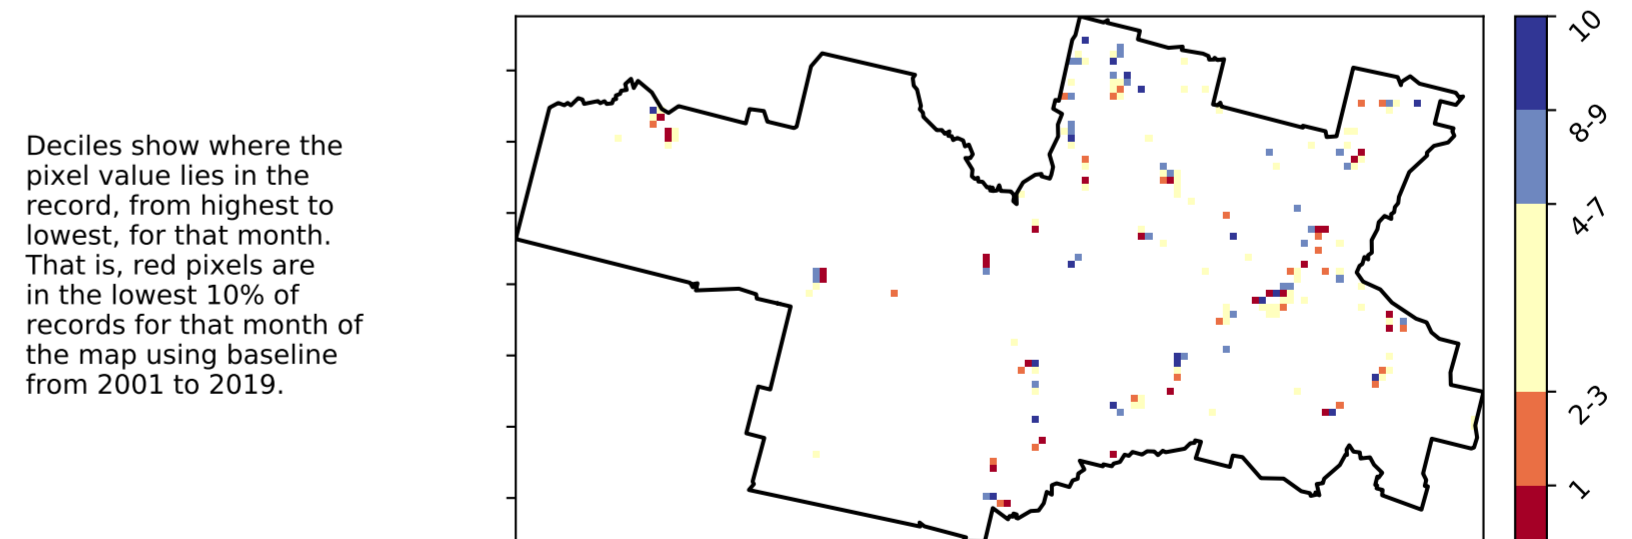 Deciles show where the
pixel value lies in the
record, from highest to
lowest, for that month.
That is, red pixels are
in the lowest 10% of
records for that month of
the map using baseline
from 2001 to 2019.
10
8-9
4-7
2-3
1